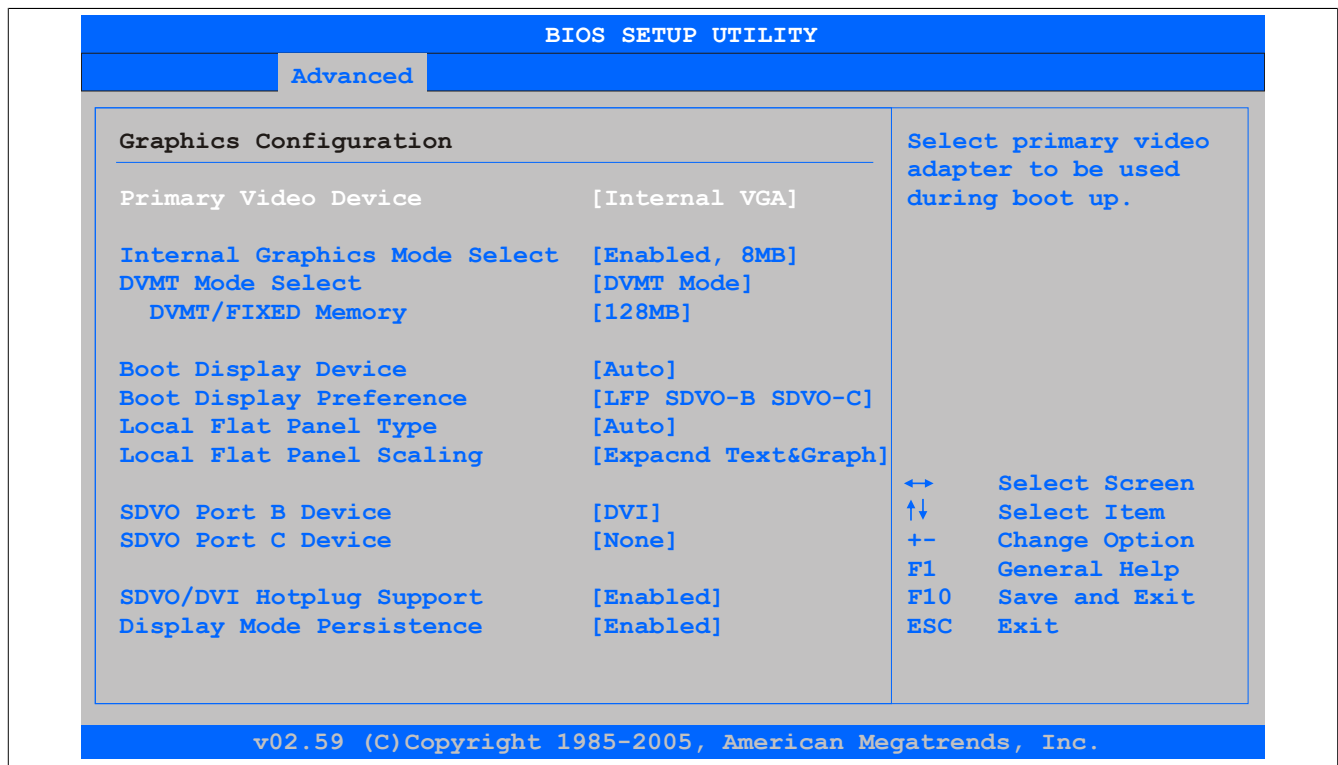 BIOS SETUP UTILITY
Advanced
Graphics Configuration
Primary Video Device [Internal VGA]
Internal Graphics Mode Select [Enabled, 8MB]
DVMT Mode Select [DVMT Mode]
DVMT/FIXED Memory [128MB]
Boot Display Device [Auto]
Boot Display Preference [LFP SDVO-B SDVO-C]
Local Flat Panel Type [Auto]
Local Flat Panel Scaling [Expacnd Text&Graph]
SDVO Port B Device [DVI]
SDVO Port C Device [None]
SDVO/DVI Hotplug Support [Enabled]
Display Mode Persistence [Enabled]
Select primary video
adapter to be used
during boot up.
↔ Select Screen
↑↓ Select Item
+- Change Option
F1 General Help
F10 Save and Exit
ESC Exit
v02.59 (C)Copyright 1985-2005, American Megatrends, Inc.